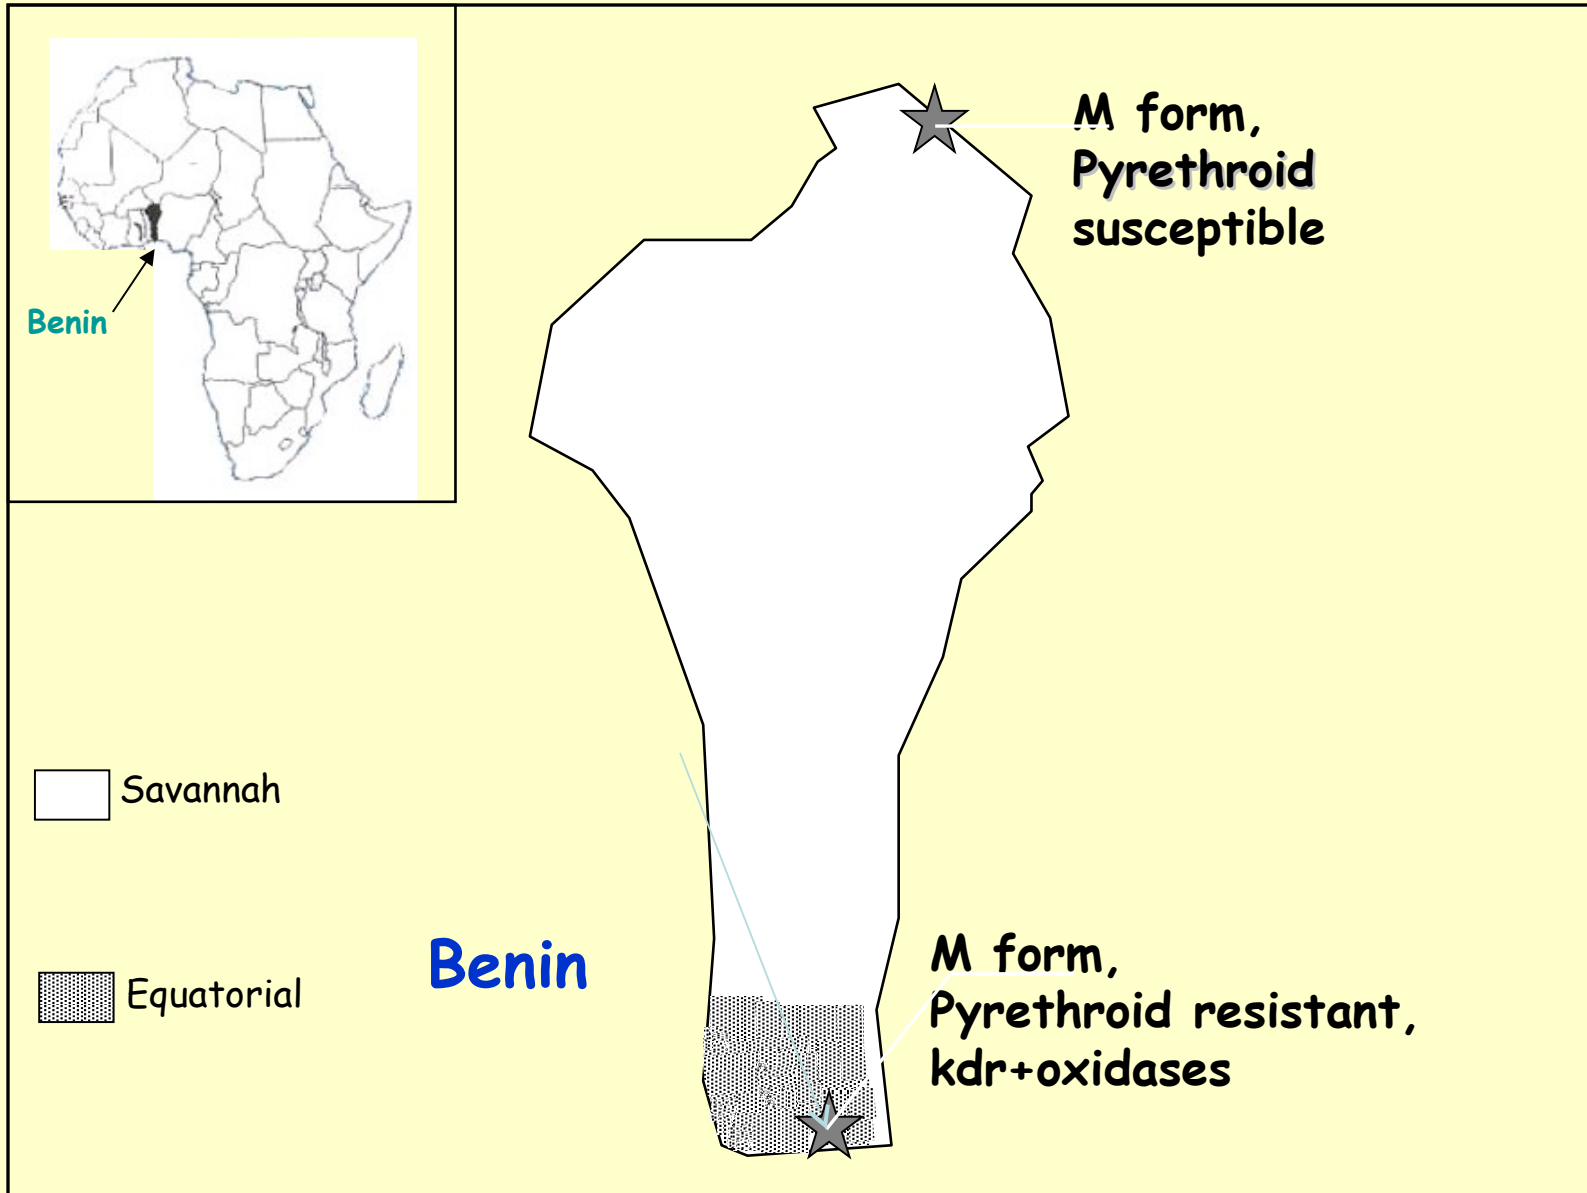 M form,
Pyrethroid
susceptible
Benin
Savannah
Benin
Equatorial
M form,
Pyrethroid resistant,
kdr+oxidases